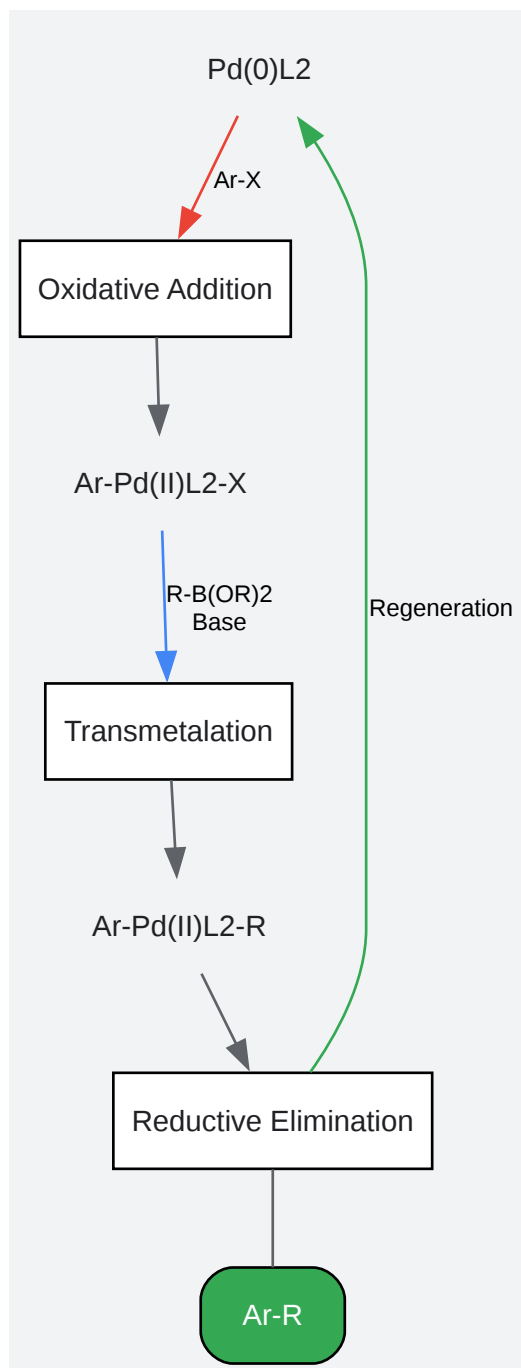 Pd(0)L2
Ar-X
Oxidative Addition
Ar-Pd(II)L2-X
R-B(OR)2
Base
Regeneration
Transmetalation
Ar-Pd(II)L2-R
Reductive Elimination
Ar-R